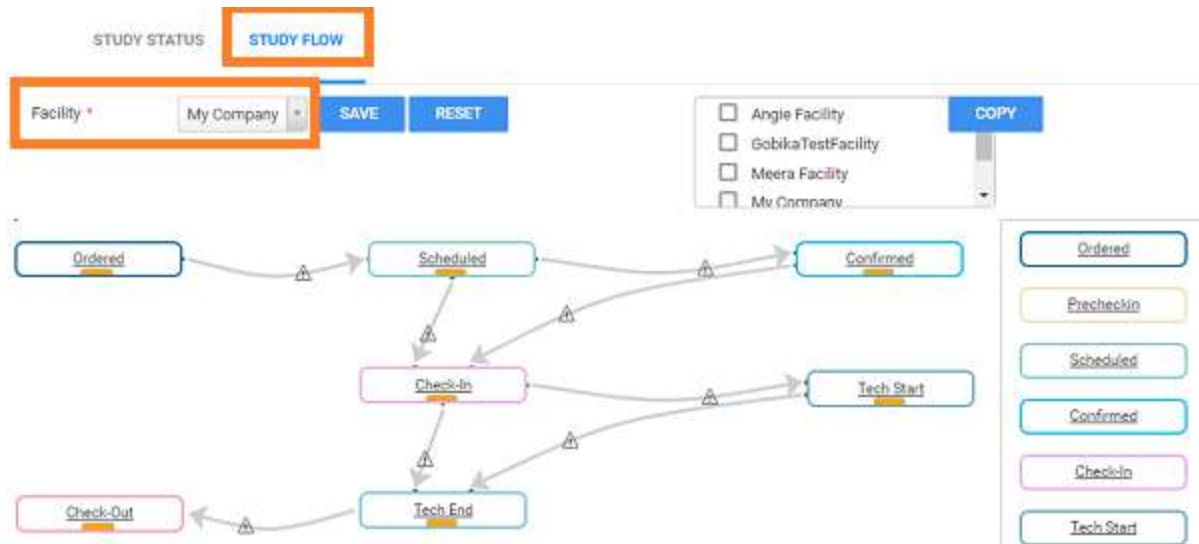 STUDY STATUS STUDY FLOW
Facility * My Company SAVE RESET
Angie Facility COPY
GobikaTestFacility
Meera Facility
My Company
Ordered Scheduled Confirmed
Check-In Tech Start
Check-Out Tech End
Ordered
Precheckin
Scheduled
Confirmed
Check-In
Tech Start